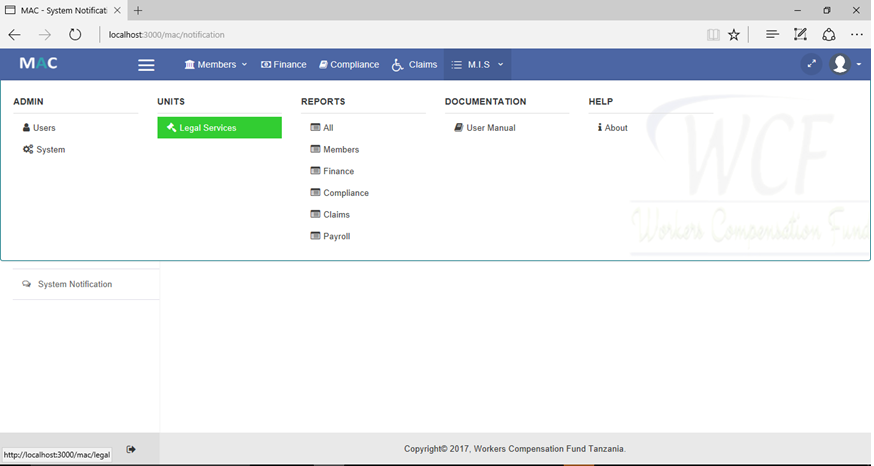 MAC - System Notificati
localhost:3000/mac/notification
MAC
Members
Finance
Compliance
Claims
M.I.S
ADMIN
Users
System
UNITS
Legal Services
REPORTS
All
Members
Finance
Compliance
Claims
Payroll
DOCUMENTATION
User Manual
HELP
About
WCF
Workers Compensation Fund
System Notification
http://localhost:3000/mac/legal
Copyright© 2017, Workers Compensation Fund Tanzania.